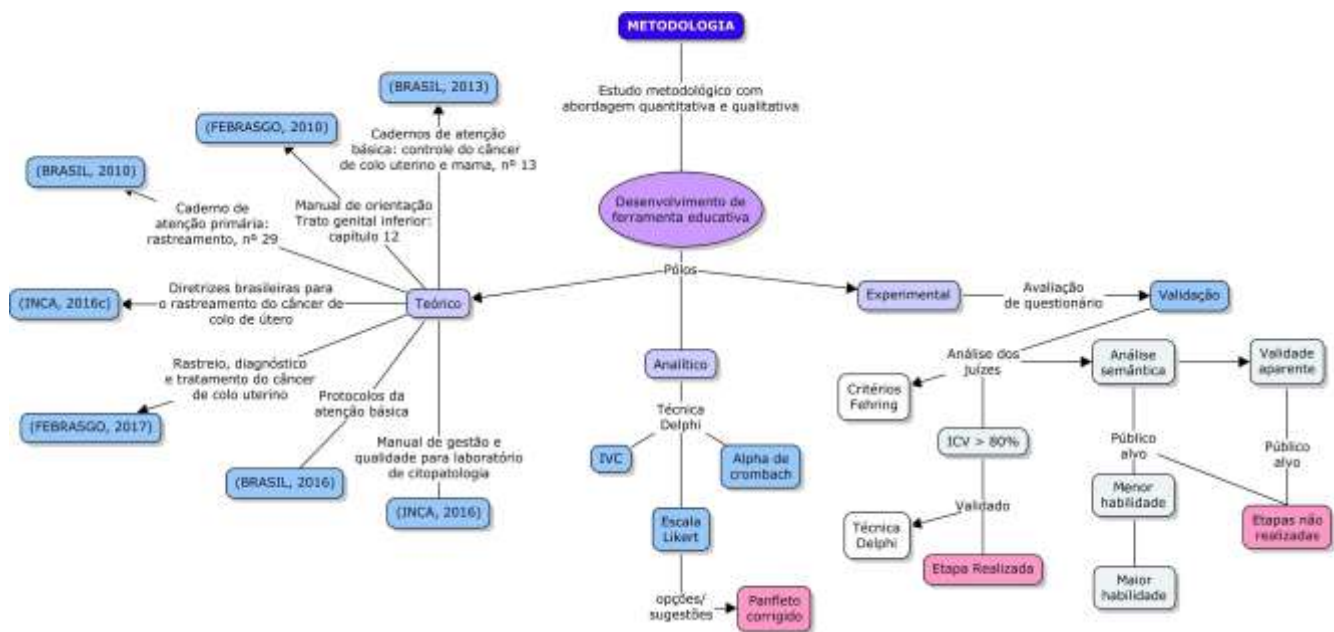 METODOLOGIA
Estudo metodológico com
abordagem quantitativa e qualitativa
Desenvolvimento de
ferramenta educativa
Pólos
(BRASIL, 2013)
Cadernos de atenção
básica: controle do câncer
de colo uterino e mama, nº 13
(FEBRASGO, 2010)
Manual de orientação
Trato genital inferior:
capítulo 12
(BRASIL, 2010)
Caderno de
atenção primária:
rastreamento, nº 29
(INCA, 2016c)
Diretrizes brasileiras para
o rastreamento do câncer de
colo de útero
Teórico
Rastreio, diagnóstico
e tratamento do câncer
de colo uterino
(FEBRASGO, 2017)
Protocolos da
atenção básica
(BRASIL, 2016)
Manual de gestão e
qualidade para laboratório
de citopatologia
(INCA, 2016)
Analítico
Técnica
Delphi
IVC
Alpha de
crombach
Escala
Likert
opções/
sugestões
Panfleto
corrigido
Experimental
Avaliação
de questionário
Validação
Análise dos
juízes
Critérios
Fehring
ICV > 80%
Validado
Técnica
Delphi
Etapa Realizada
Análise
semântica
Público
alvo
Menor
habilidade
Maior
habilidade
Validade
aparente
Público
alvo
Etapas não
realizadas